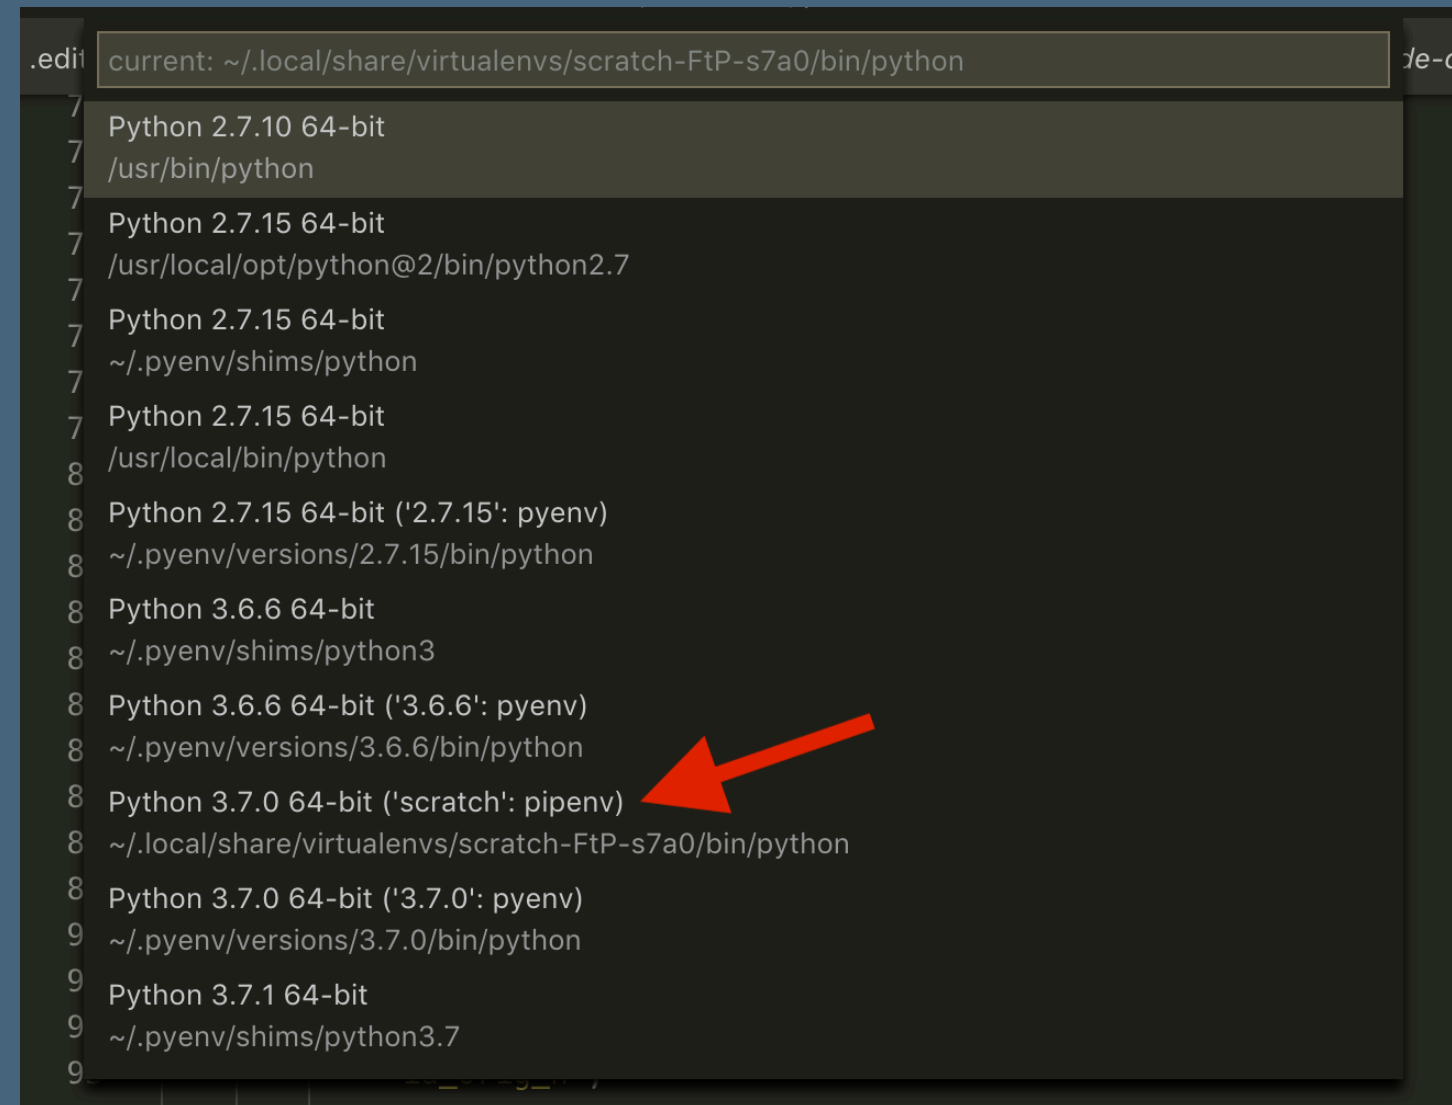 .edit
current: ~/.local/share/virtualenvs/scratch-FtP-s7a0/bin/python
de-c
Python 2.7.10 64-bit
/usr/bin/python
Python 2.7.15 64-bit
/usr/local/opt/python@2/bin/python2.7
Python 2.7.15 64-bit
~/.pyenv/shims/python
Python 2.7.15 64-bit
/usr/local/bin/python
Python 2.7.15 64-bit ('2.7.15': pyenv)
~/.pyenv/versions/2.7.15/bin/python
Python 3.6.6 64-bit
~/.pyenv/shims/python3
Python 3.6.6 64-bit ('3.6.6': pyenv)
~/.pyenv/versions/3.6.6/bin/python
Python 3.7.0 64-bit ('scratch': pipenv)
~/.local/share/virtualenvs/scratch-FtP-s7a0/bin/python
Python 3.7.0 64-bit ('3.7.0': pyenv)
~/.pyenv/versions/3.7.0/bin/python
Python 3.7.1 64-bit
~/.pyenv/shims/python3.7